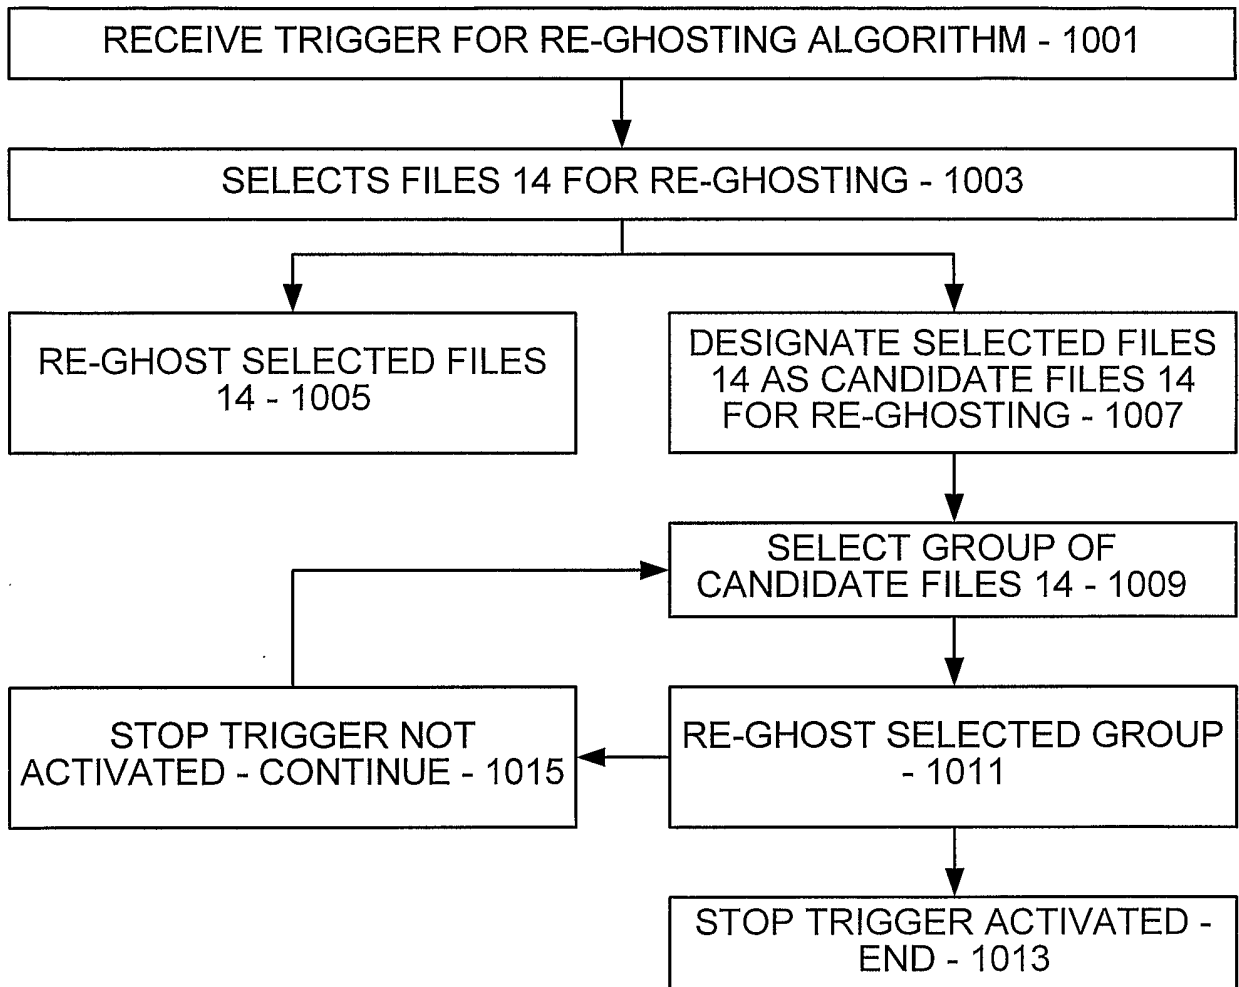 RECEIVE TRIGGER FOR RE-GHOSTING ALGORITHM - 1001
SELECTS FILES 14 FOR RE-GHOSTING - 1003
RE-GHOST SELECTED FILES
14 - 1005
DESIGNATE SELECTED FILES
14 AS CANDIDATE FILES 14
FOR RE-GHOSTING - 1007
SELECT GROUP OF
CANDIDATE FILES 14 - 1009
STOP TRIGGER NOT
ACTIVATED - CONTINUE - 1015
RE-GHOST SELECTED GROUP
- 1011
STOP TRIGGER ACTIVATED -
END - 1013